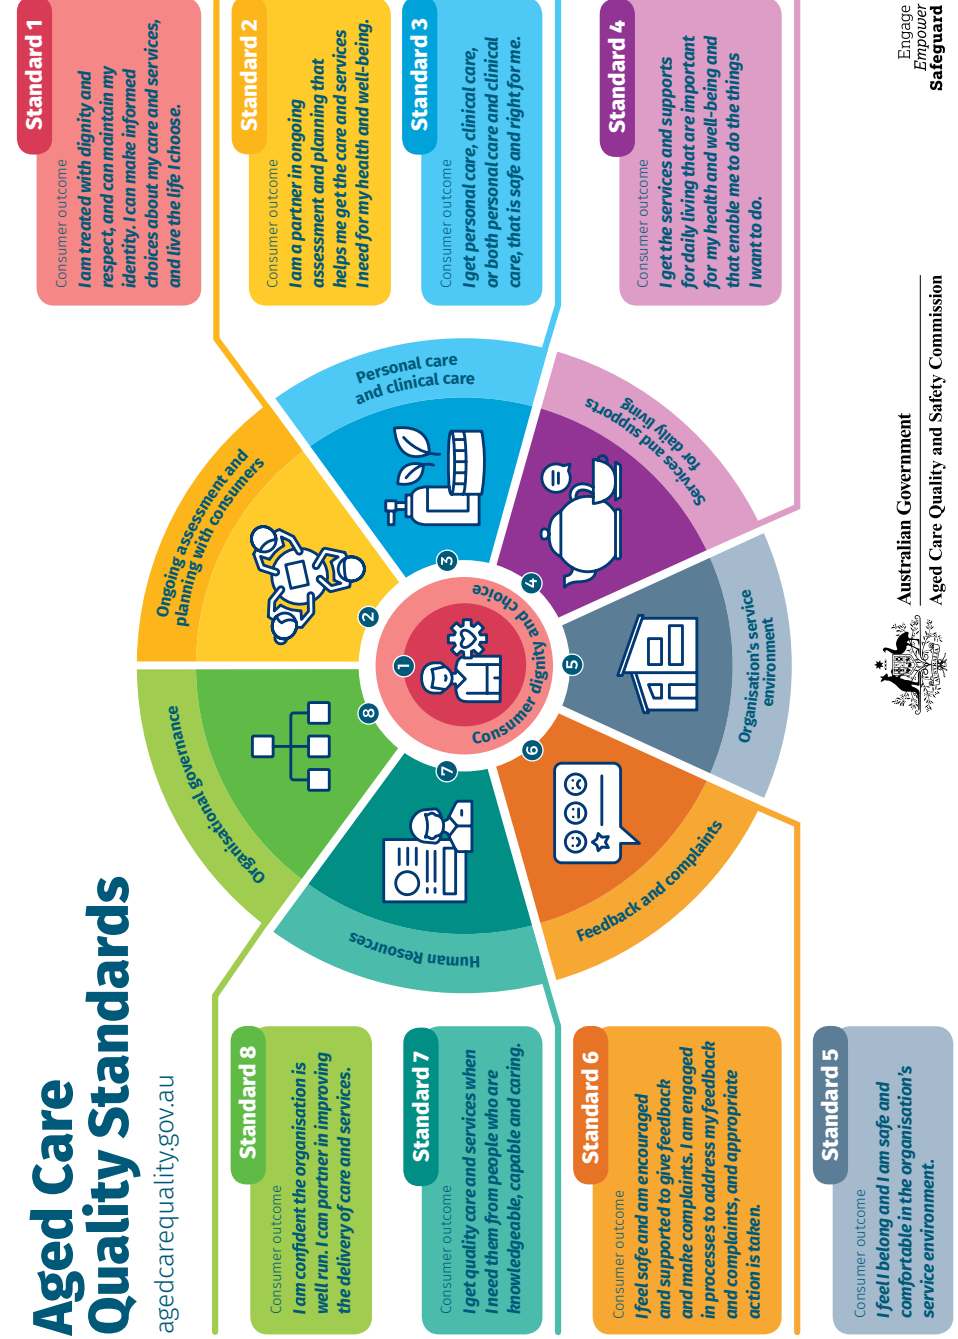 Aged Care
Quality Standards
agedcarequality.gov.au
Standard 1
Consumer outcome
I am treated with dignity and
respect, and can maintain my
identity. I can make informed
choices about my care and services,
and live the life I choose.
Standard 2
Consumer outcome
I am a partner in ongoing
assessment and planning that
helps me get the care and services
I need for my health and well-being.
Standard 3
Consumer outcome
I get personal care, clinical care,
or both personal care and clinical
care, that is safe and right for me.
Standard 4
Consumer outcome
I get the services and supports
for daily living that are important
for my health and well-being and
that enable me to do the things
I want to do.
Standard 8
Consumer outcome
I am confident the organisation is
well run. I can partner in improving
the delivery of care and services.
Standard 7
Consumer outcome
I get quality care and services when
I need them from people who are
knowledgeable, capable and caring.
Standard 6
Consumer outcome
I feel safe and am encouraged
and supported to give feedback
and make complaints. I am engaged
in processes to address my feedback
and complaints, and appropriate
action is taken.
Standard 5
Consumer outcome
I feel I belong and I am safe and
comfortable in the organisation's
service environment.
1
Consumer dignity and choice
2
Ongoing assessment and
planning with consumers
3
Personal care
and clinical care
4
Services and supports
for daily living
5
Organisation's service
environment
6
Feedback and complaints
7
Human Resources
8
Organisational governance
Australian Government
Aged Care Quality and Safety Commission
Engage
Empower
Safeguard